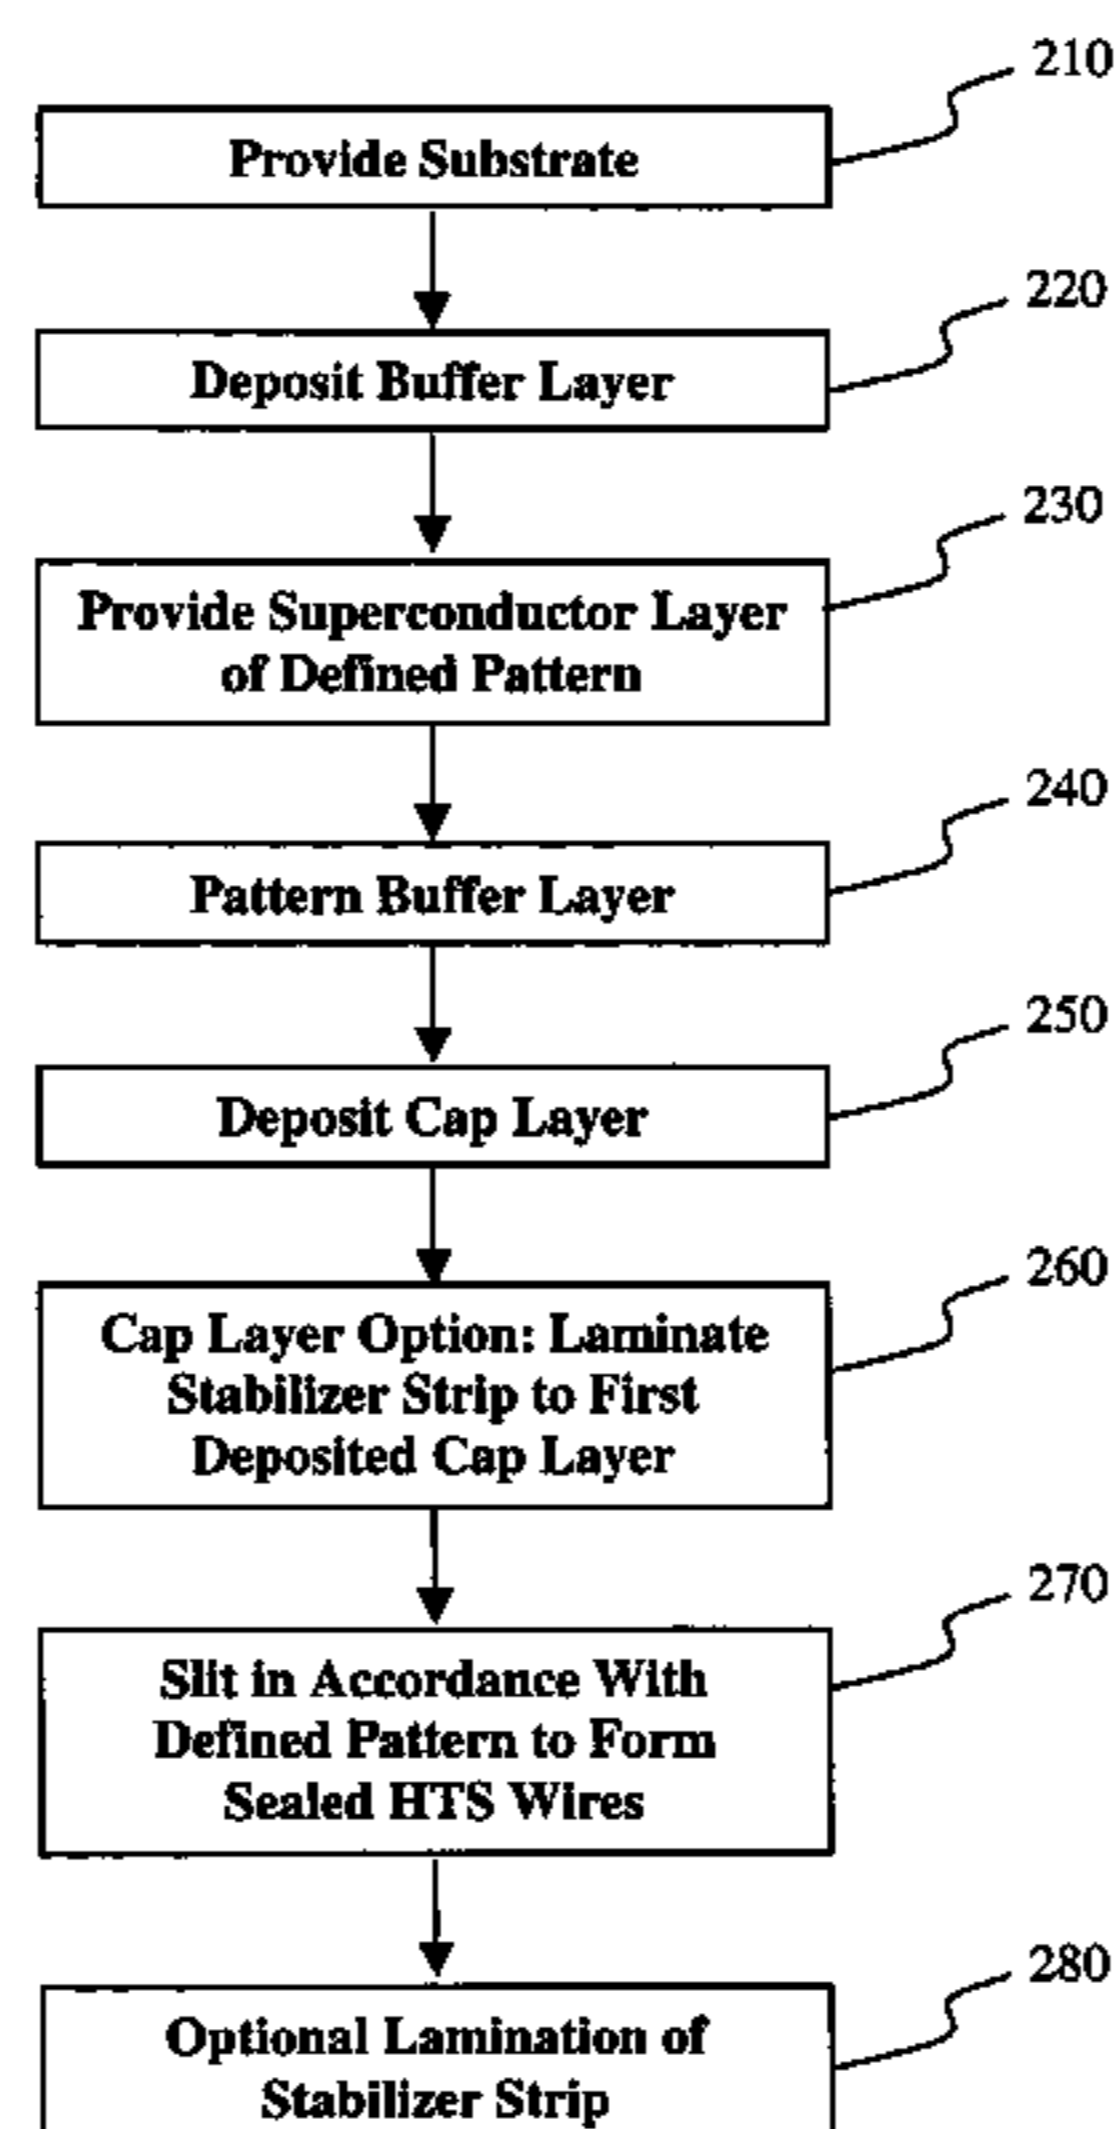 210
Provide Substrate
220
Deposit Buffer Layer
230
Provide Superconductor Layer
of Defined Pattern
240
Pattern Buffer Layer
250
Deposit Cap Layer
260
Cap Layer Option: Laminate
Stabilizer Strip to First
Deposited Cap Layer
270
Slit in Accordance With
Defined Pattern to Form
Sealed HTS Wires
280
Optional Lamination of
Stabilizer Strip